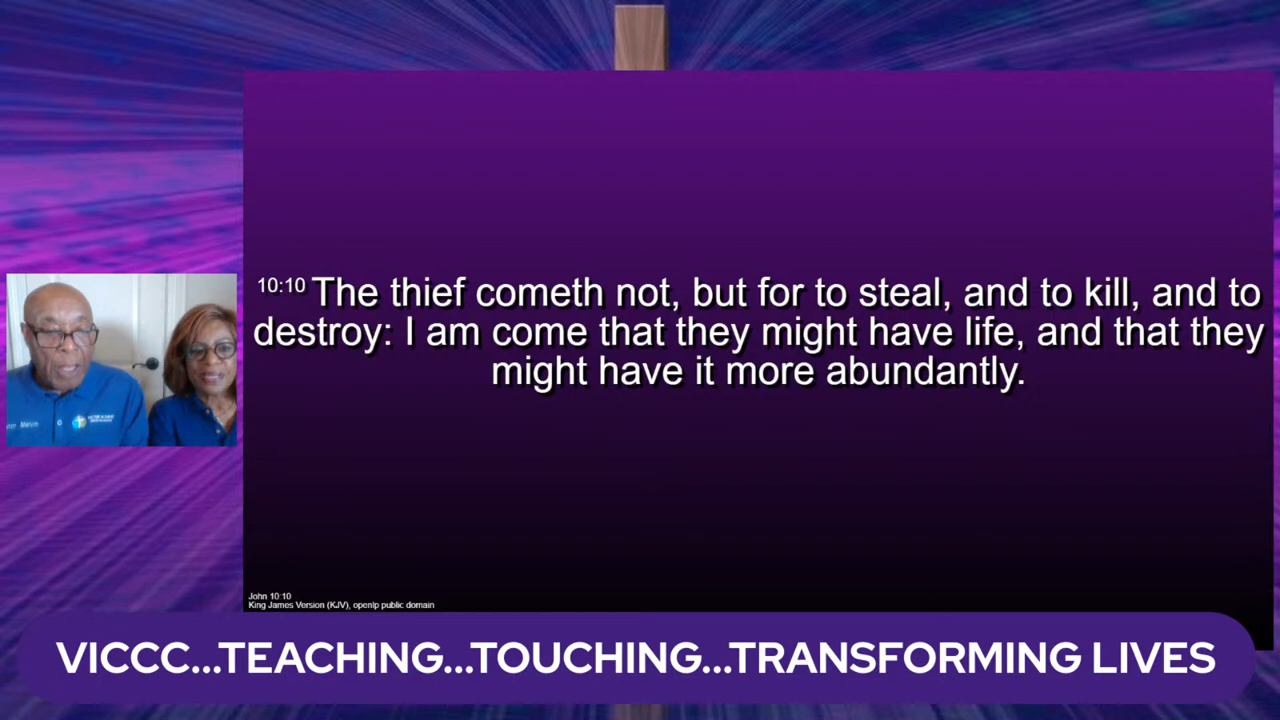 10:10 The thief cometh not, but for to steal, and to kill, and to
destroy: I am come that they might have life, and that they
might have it more abundantly.
Melvin
John 10:10
King James Version (KJV), openlp public domain
VICCC...TEACHING...TOUCHING...TRANSFORMING LIVES